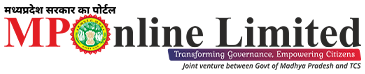 मध्यप्रदेश सरकार का पोर्टल
MPOnline Limited
Transforming Governance, Empowering Citizens
Joint venture between Govt of Madhya Pradesh and TCS